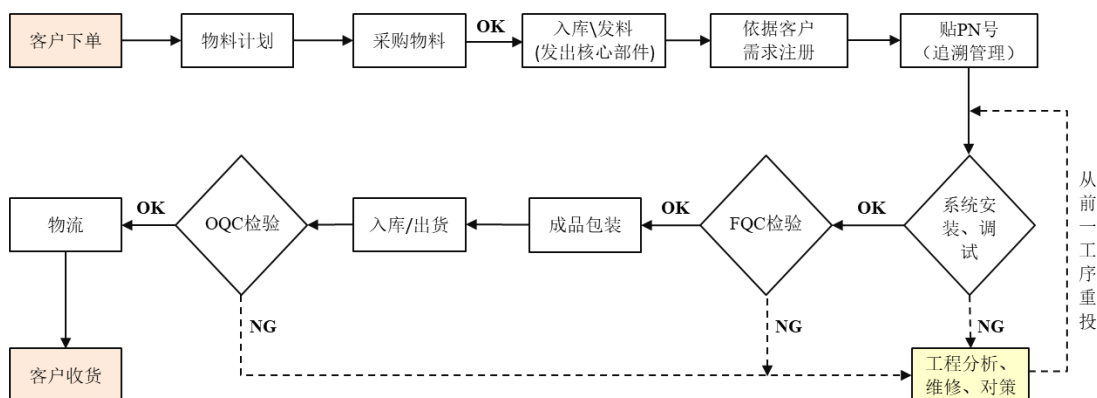 客户下单
物料计划
采购物料
OK
入库\发料
(发出核心部件)
依据客户
需求注册
贴PN号
（追溯管理）
从
前
一
工
序
重
投
物流
OK
OQC检验
入库/出货
成品包装
OK
FQC检验
OK
系统安
装、调
试
NG
NG
NG
客户收货
工程分析、
维修、对策